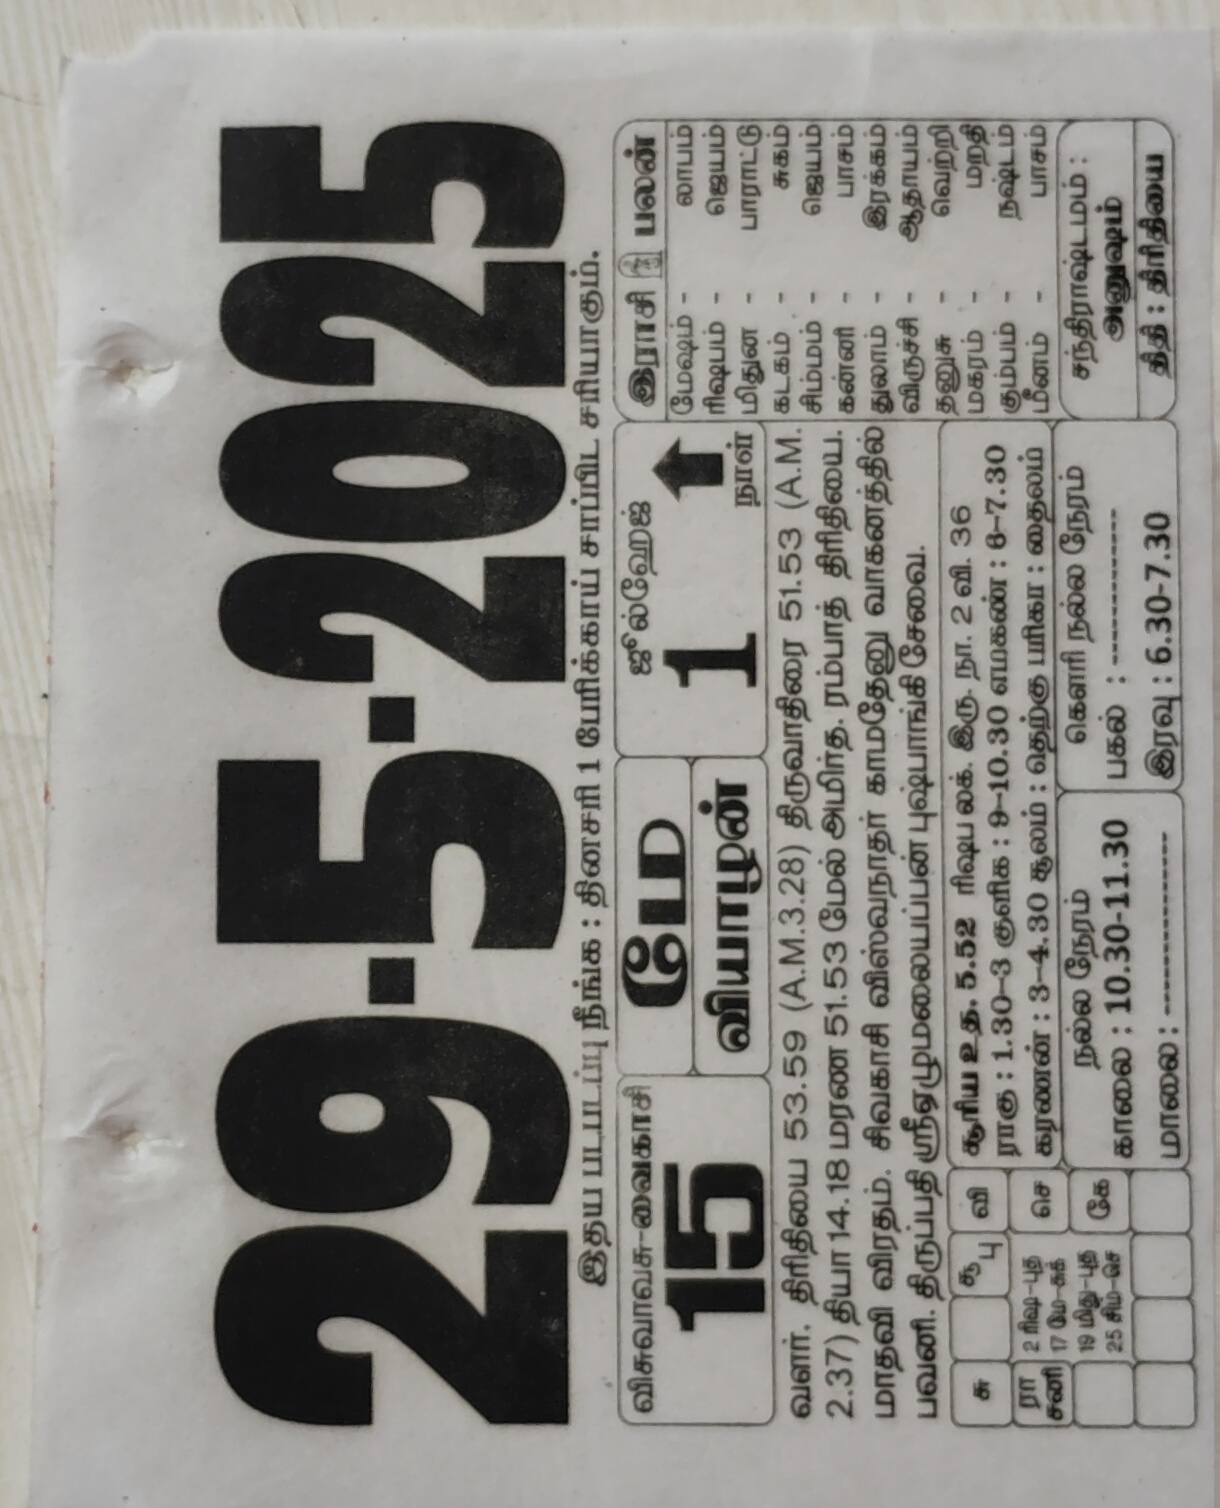 29-5-2025
இதய படபடப்பு நீங்க : தினசரி 1 பேரிக்காய் சாப்பிட சரியாகும்.
விசுவாவசு-வைகாசி
15
மே
வியாழன்
ஜுல்ஹேஜ்
1
நாள்
இராசி பலன்
மேஷம் - லாபம்
ரிஷபம் - ஜெயம்
மிதுன - பாராட்டு
கடகம் - சுகம்
சிம்மம் - ஜெயம்
கன்னி - பாசம்
துலாம் - இரக்கம்
விருச்சி - ஆதாயம்
தனுசு - வெற்றி
மகரம் - மறதி
கும்பம் - நஷ்டம்
மீனம் - பாசம்
சந்திராஷ்டமம் :
அனுஷம்
திதி : திரிதியை
வளர். திரிதியை 53.59 (A.M.3.28) திருவாதிரை 51.53 (A.M.
2.37) தியா 14.18 மரண 51.53 மேல் அமிர்த. ரம்பாத் திரிதியை.
மாதவி விரதம். சிவகாசி விஸ்வநாதர் காமதேனு வாகனத்தில்
பவனி. திருப்பதி ஸ்ரீஏழுமலையப்பன் புஷ்பாங்கி சேவை.
சு
சூ
பு
வி
ரா
சனி
2 ரிஷ-புத
17 மே-சுக்
19 மிது-புத
25 சிம-செ
செ
கே
சூரிய உத. 5.52 ரிஷப லக். இரு. நா. 2 வி. 36
ராகு : 1.30-3 குளிக : 9-10.30 எமகண் : 6-7.30
கரணன் : 3-4.30 சூலம் : தெற்கு பரிகா : தைலம்
நல்ல நேரம்
காலை : 10.30-11.30
மாலை : -------------
கெளரி நல்ல நேரம்
பகல் : -------------
இரவு : 6.30-7.30